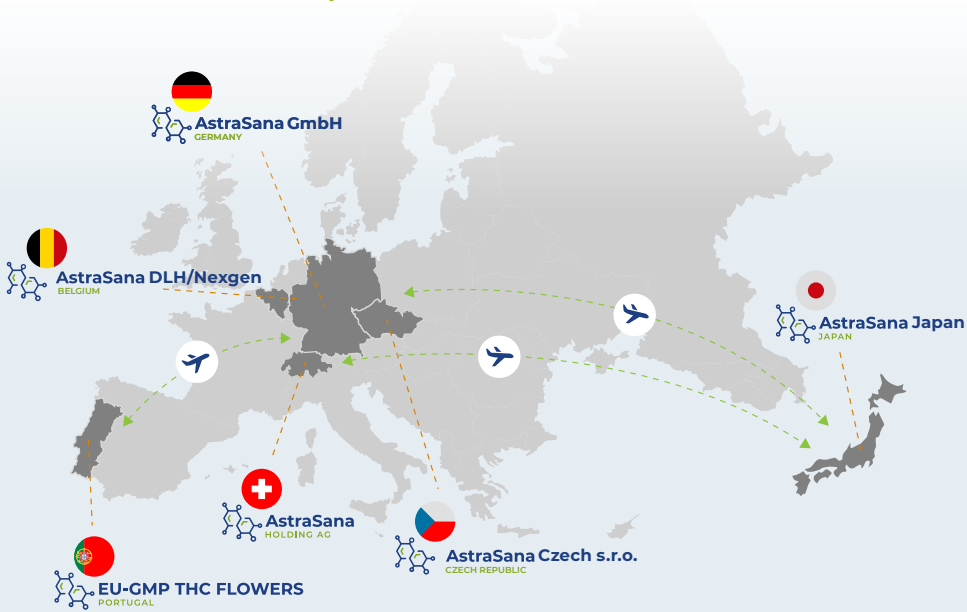 AstraSana GmbH
GERMANY
AstraSana DLH/Nexgen
BELGIUM
AstraSana Japan
JAPAN
AstraSana
HOLDING AG
AstraSana Czech s.r.o.
CZECH REPUBLIC
EU-GMP THC FLOWERS
PORTUGAL